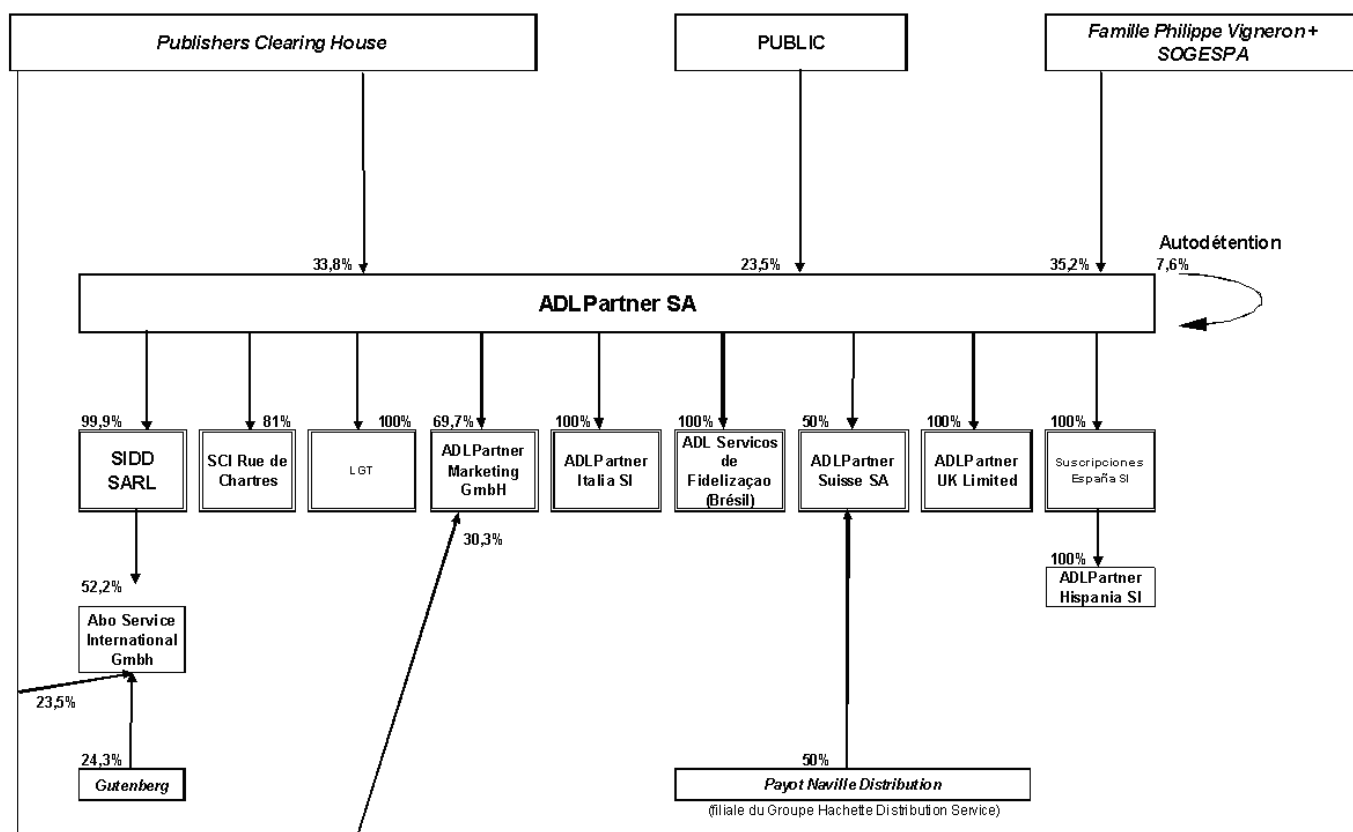 Publishers Clearing House
PUBLIC
Famille Philippe Vigneron +
SOGESPA
Autodétention
33,8%
23,5%
35,2%
7,6%
ADLPartner SA
99,9%
81%
100%
69,7%
100%
100%
50%
100%
100%
SIDD
SARL
SCI Rue de
Chartres
LGT
ADLPartner
Marketing
GmbH
ADLPartner
Italia SI
ADL Servicos
de
Fidelizaçao
(Brésil)
ADLPartner
Suisse SA
ADLPartner
UK Limited
Suscripciones
España SI
30,3%
100%
ADLPartner
Hispania SI
52,2%
Abo Service
International
Gmbh
23,5%
24,3%
Gutenberg
50%
Payot Naville Distribution
(filiale du Groupe Hachette Distribution Service)